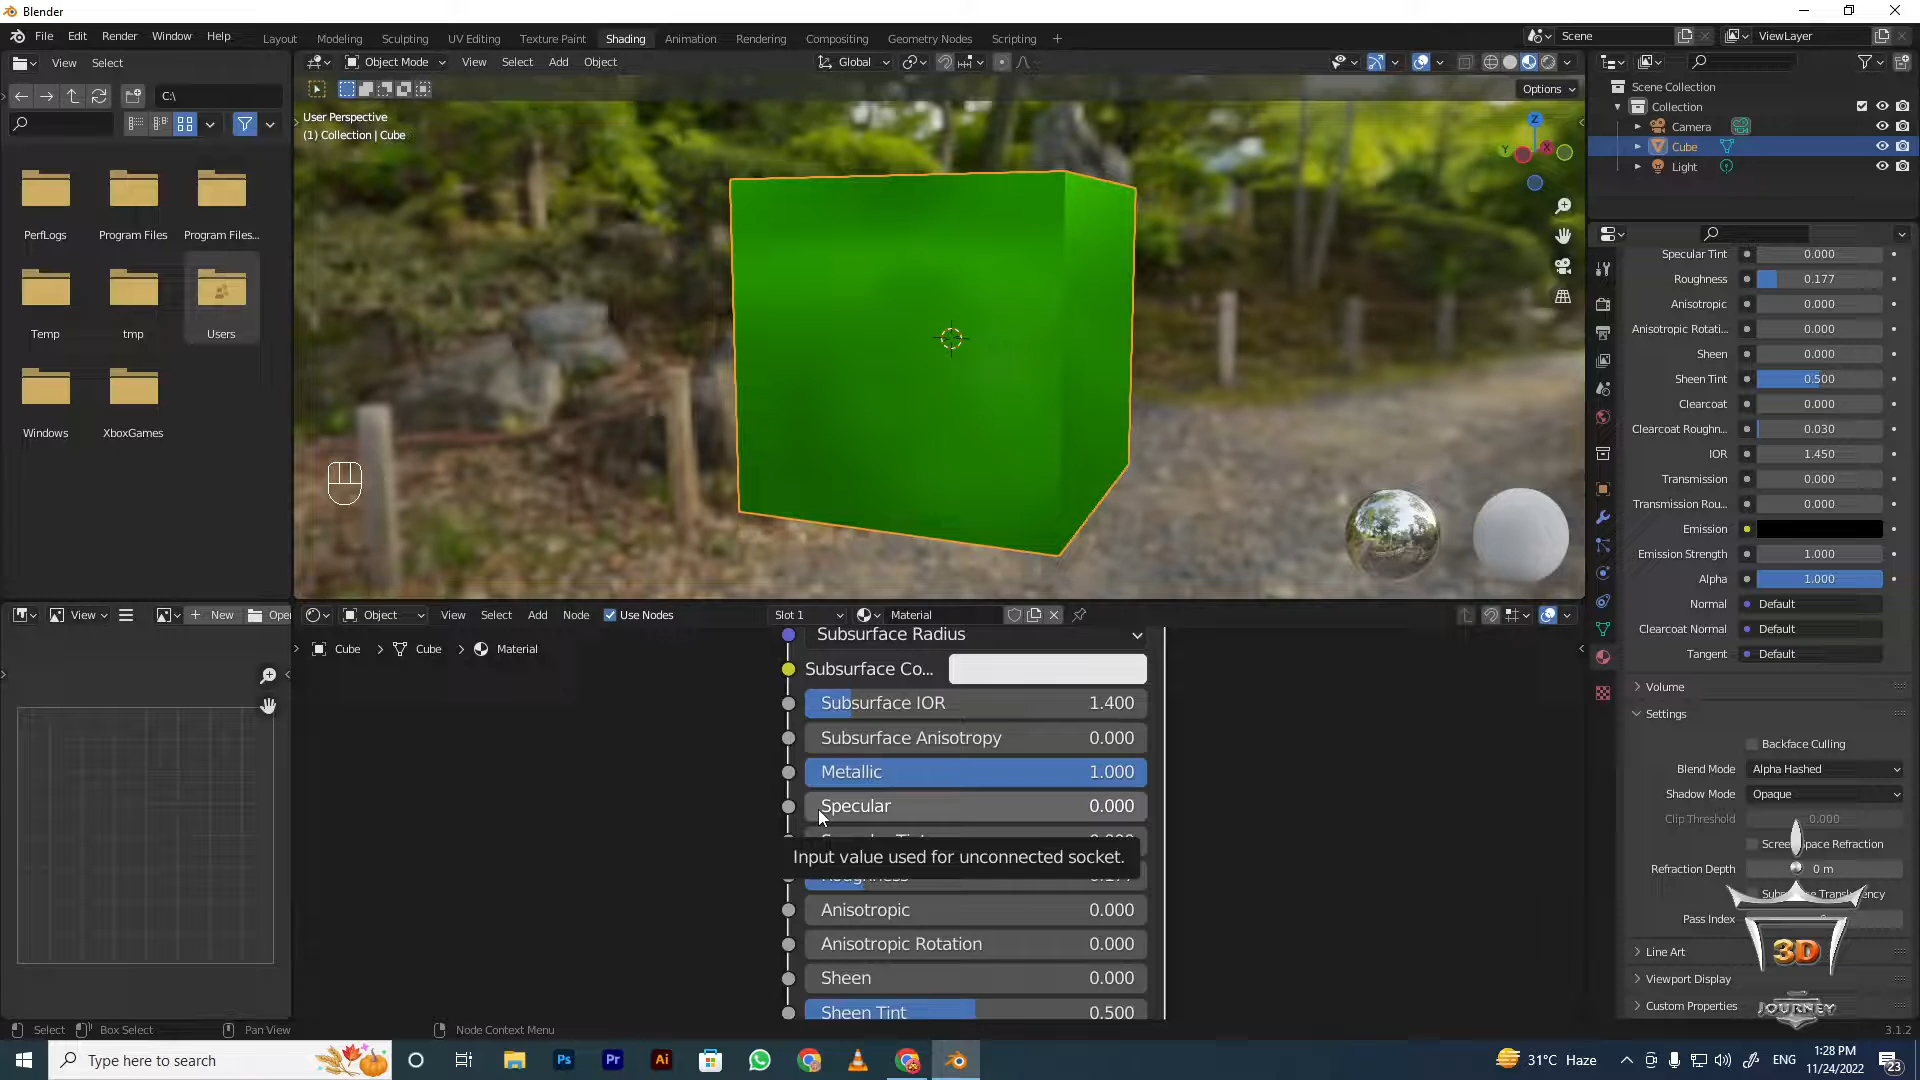 Blender
File Edit Render Window Help
Layout Modeling Sculpting UV Editing Texture Paint Shading Animation Rendering Compositing Geometry Nodes Scripting +
Scene ViewLayer
View Select
Object Mode View Select Add Object
Global
Options
C:\
User Perspective
(1) Collection | Cube
Z
Y X
Scene Collection
Collection
Camera
Cube
Light
PerfLogs Program Files Program Files...
Temp tmp Users
Windows XboxGames
Specular Tint 0.000
Roughness 0.177
Anisotropic 0.000
Anisotropic Rotati... 0.000
Sheen 0.000
Sheen Tint 0.500
Clearcoat 0.000
Clearcoat Roughn... 0.030
IOR 1.450
Transmission 0.000
Transmission Rou... 0.000
Emission
Emission Strength 1.000
Alpha 1.000
Normal Default
Clearcoat Normal Default
Tangent Default
Volume
Settings
Backface Culling
Blend Mode Alpha Hashed
Shadow Mode Opaque
Clip Threshold 0.000
Refraction Depth 0 m
Pass Index
Line Art
Viewport Display
Custom Properties
3D
JOURNEY
View New Open
Object View Select Add Node Use Nodes Slot 1 Material
Cube > Cube > Material
Subsurface Radius
Subsurface Co...
Subsurface IOR 1.400
Subsurface Anisotropy 0.000
Metallic 1.000
Specular 0.000
Input value used for unconnected socket.
Anisotropic 0.000
Anisotropic Rotation 0.000
Sheen 0.000
Sheen Tint 0.500
Select Box Select Pan View Node Context Menu 3.1.2
Type here to search
Ps Pr Ai
31°C Haze ENG
1:28 PM
11/24/2022
23